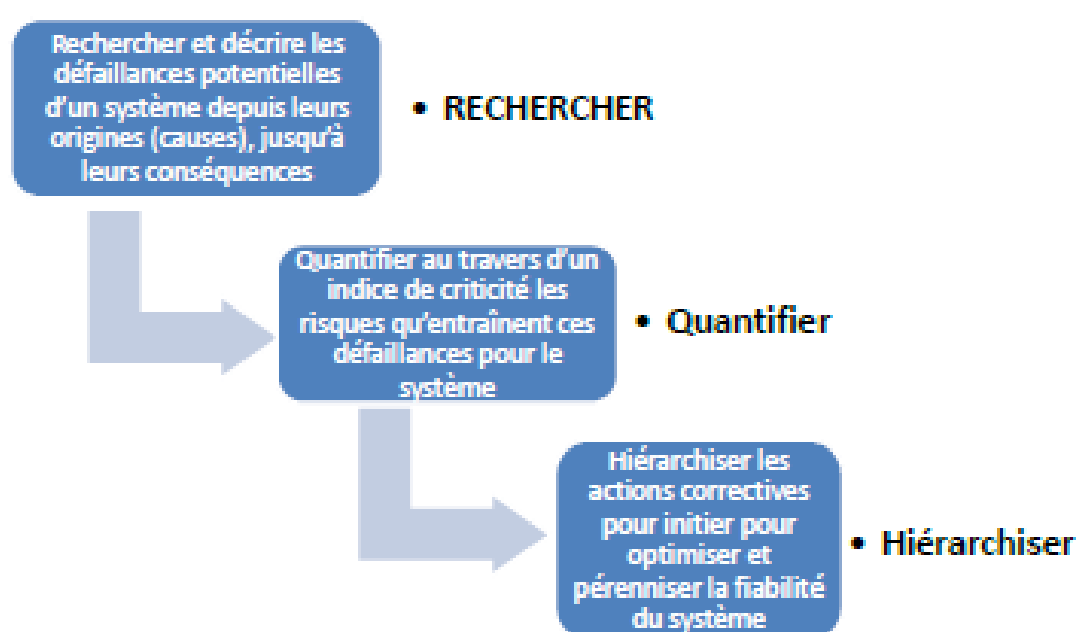 Rechercher et décrire les
défaillances potentielles
d'un système depuis leurs
origines (causes), jusqu'à
leurs conséquences
• RECHERCHER
Quantifier au travers d'un
indice de criticité les
risques qu'entraînent ces
défaillances pour le
système
• Quantifier
Hiérarchiser les
actions correctives
pour initier pour
optimiser et
pérenniser la fiabilité
du système
• Hiérarchiser